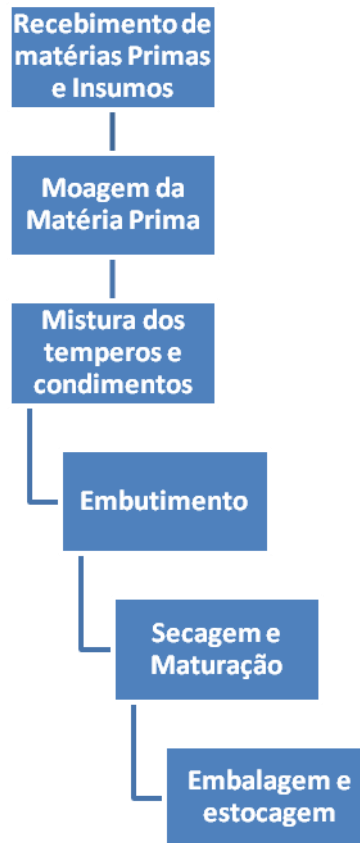 Recebimento de
matérias Primas
e Insumos
Moagem da
Matéria Prima
Mistura dos
temperos e
condimentos
Embutimento
Secagem e
Maturação
Embalagem e
estocagem